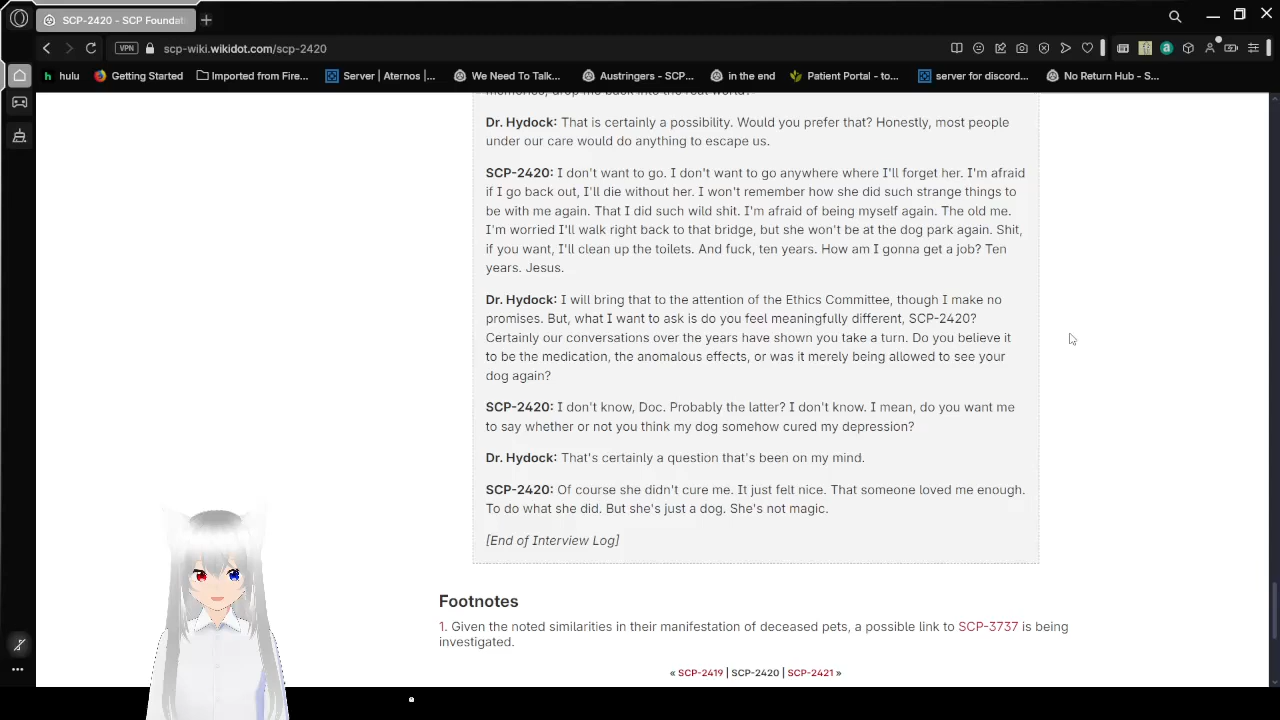 SCP-2420 - SCP Foundat
VPN scp-wiki.wikidot.com/scp-2420
hulu Getting Started Imported from Fire... Server | Aternos |... We Need To Talk... Austringers - SCP... in the end Patient Portal - to... server for discord... No Return Hub - S...
memories, drop me back into the real world?
Dr. Hydock: That is certainly a possibility. Would you prefer that? Honestly, most people
under our care would do anything to escape us.
SCP-2420: I don't want to go. I don't want to go anywhere where I'll forget her. I'm afraid
if I go back out, I'll die without her. I won't remember how she did such strange things to
be with me again. That I did such wild shit. I'm afraid of being myself again. The old me.
I'm worried I'll walk right back to that bridge, but she won't be at the dog park again. Shit,
if you want, I'll clean up the toilets. And fuck, ten years. How am I gonna get a job? Ten
years. Jesus.
Dr. Hydock: I will bring that to the attention of the Ethics Committee, though I make no
promises. But, what I want to ask is do you feel meaningfully different, SCP-2420?
Certainly our conversations over the years have shown you take a turn. Do you believe it
to be the medication, the anomalous effects, or was it merely being allowed to see your
dog again?
SCP-2420: I don't know, Doc. Probably the latter? I don't know. I mean, do you want me
to say whether or not you think my dog somehow cured my depression?
Dr. Hydock: That's certainly a question that's been on my mind.
SCP-2420: Of course she didn't cure me. It just felt nice. That someone loved me enough.
To do what she did. But she's just a dog. She's not magic.
[End of Interview Log]
Footnotes
1. Given the noted similarities in their manifestation of deceased pets, a possible link to SCP-3737 is being
investigated.
« SCP-2419 | SCP-2420 | SCP-2421 »